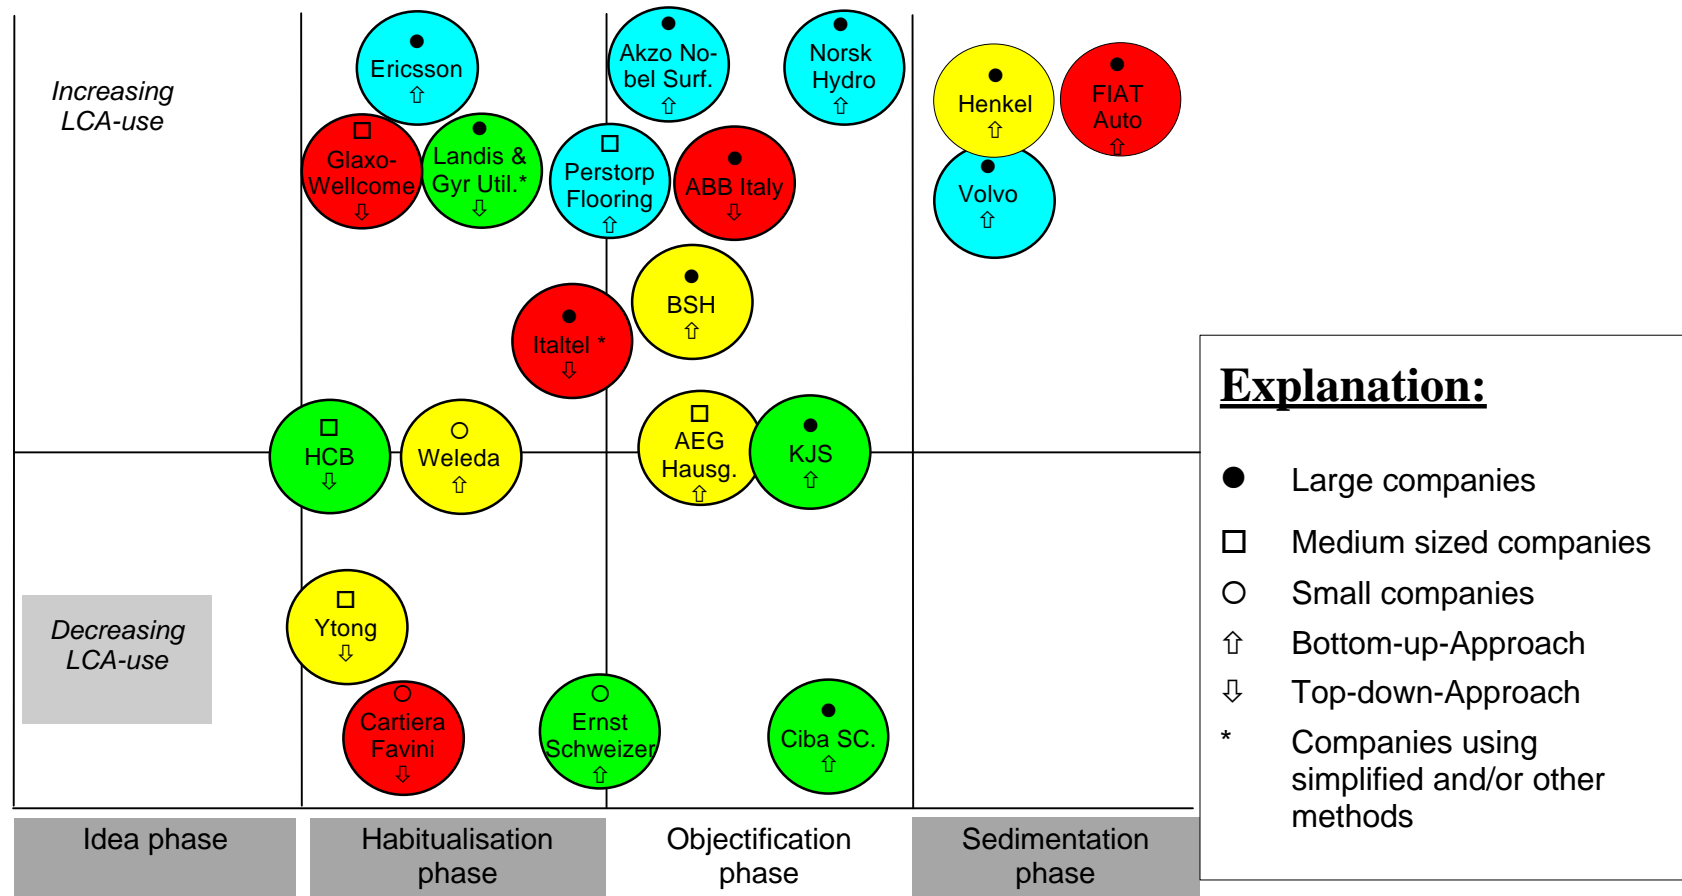 Increasing
LCA-use
Ericsson
Akzo No-
bel Surf.
Norsk
Hydro
Henkel
FIAT
Auto
Glaxo-
Wellcome
Landis &
Gyr Util.*
Perstorp
Flooring
ABB Italy
Volvo
BSH
Italtel *
HCB
Weleda
AEG
Hausg.
KJS
Decreasing
LCA-use
Ytong
Cartiera
Favini
Ernst
Schweizer
Ciba SC.
Idea phase
Habitualisation
phase
Objectification
phase
Sedimentation
phase
Explanation:
Large companies
Medium sized companies
Small companies
⇧ Bottom-up-Approach
⇩ Top-down-Approach
* Companies using
simplified and/or other
methods